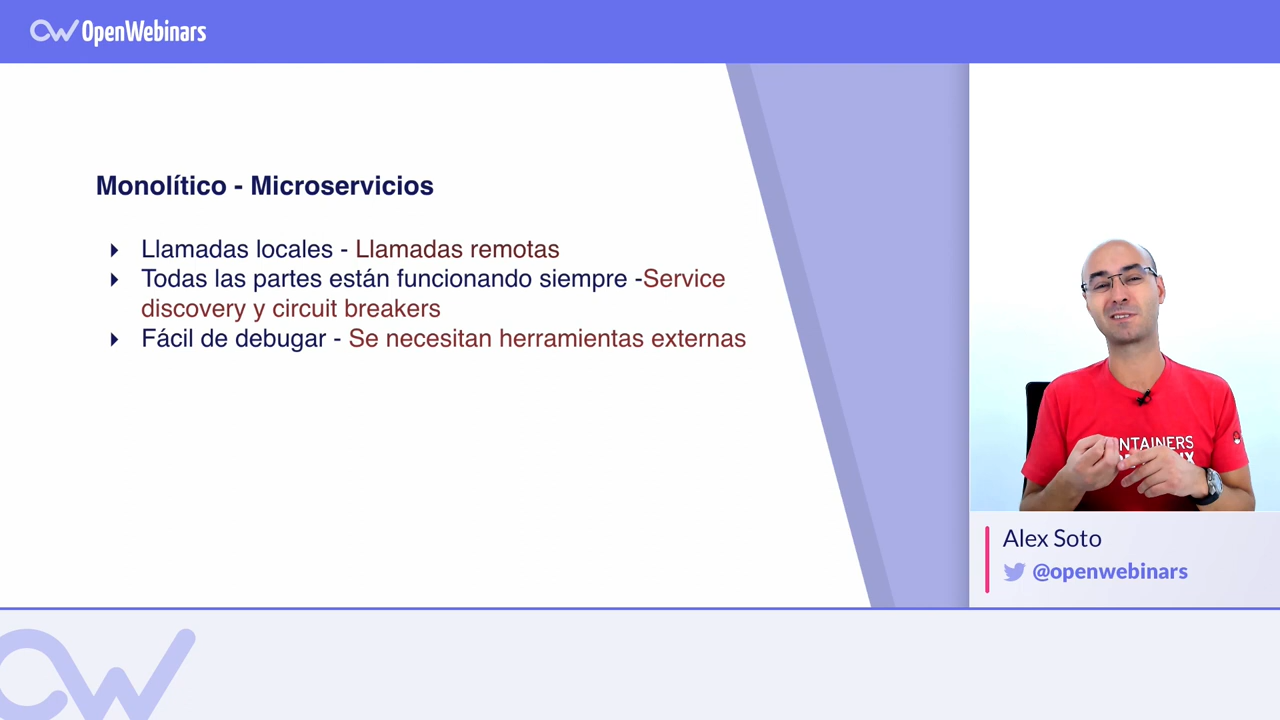 OpenWebinars
Monolítico - Microservicios
Llamadas locales - Llamadas remotas
Todas las partes están funcionando siempre -Service
discovery y circuit breakers
Fácil de debugar - Se necesitan herramientas externas
NTAINERS
Alex Soto
@openwebinars